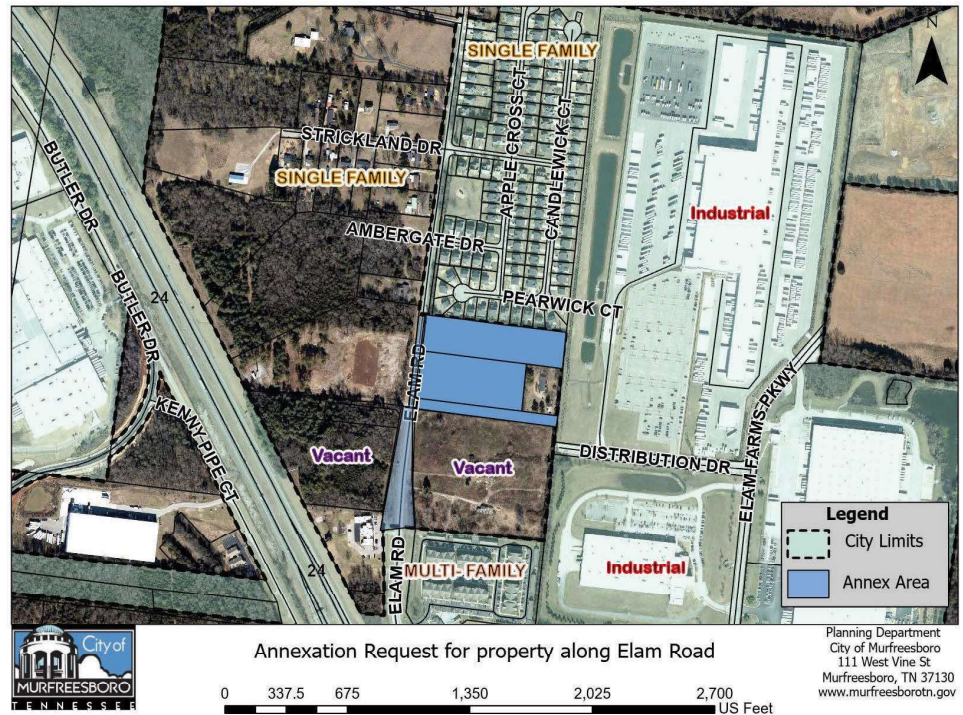 N
SINGLE FAMILY
APPLE CROSS CT
CANDLEWICK CT
STRICKLAND DR
SINGLE FAMILY
BUTLER DR
Industrial
AMBERGATE DR
24
BUTLER DR
PEARWICK CT
ELAM RD
KENNY PIPE CT
Vacant
Vacant
DISTRIBUTION DR
ELAM FARMS PKWY
24
ELAM RD
MULTI- FAMILY
Industrial
Legend
City Limits
Annex Area
City of
MURFREESBORO
TENNESSEE
Annexation Request for property along Elam Road
0 337.5 675 1,350 2,025 2,700
US Feet
Planning Department
City of Murfreesboro
111 West Vine St
Murfreesboro, TN 37130
www.murfreesborotn.gov